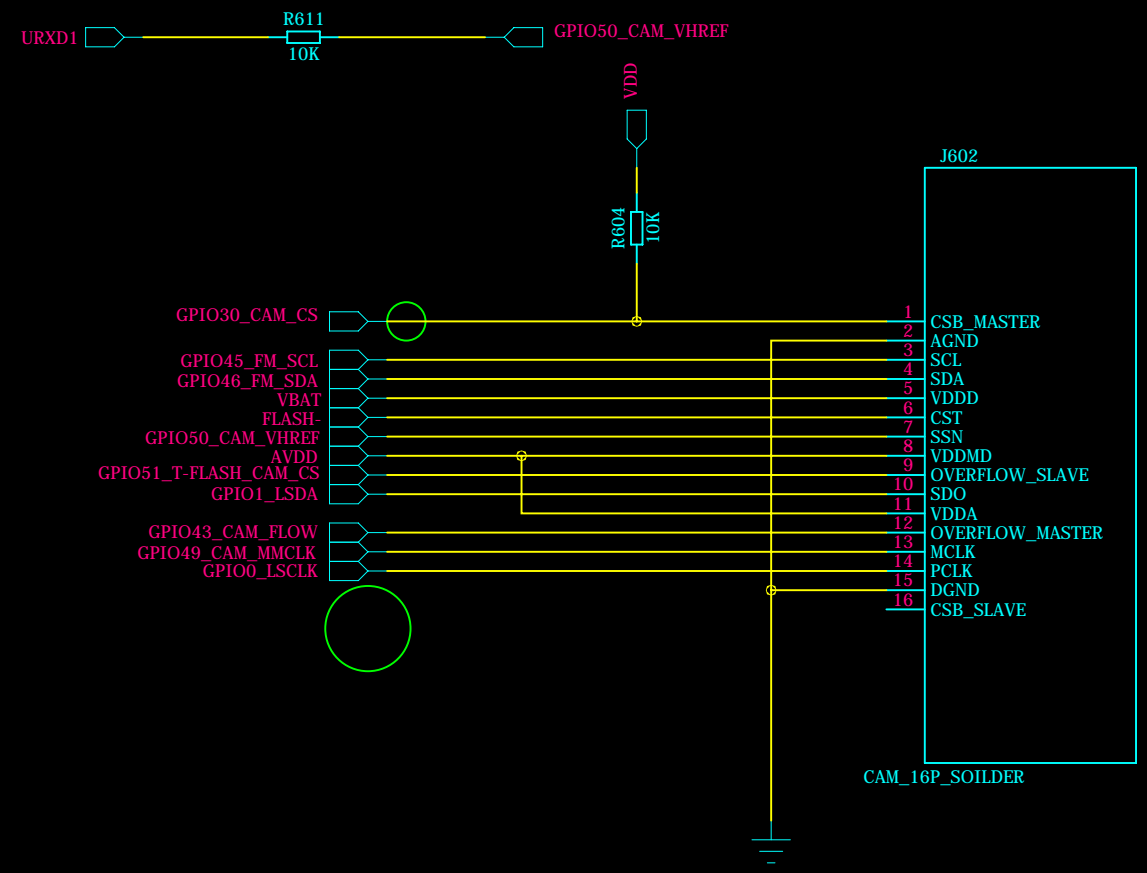 R611
URXD1
10K
GPIO50_CAM_VHREF
VDD
R604
10K
J602
GPIO30_CAM_CS
1 CSB_MASTER
2 AGND
GPIO45_FM_SCL
3 SCL
GPIO46_FM_SDA
4 SDA
VBAT
5 VDDD
FLASH-
6 CST
GPIO50_CAM_VHREF
7 SSN
AVDD
8 VDDMD
GPIO51_T-FLASH_CAM_CS
9 OVERFLOW_SLAVE
GPIO1_LSDA
10 SDO
11 VDDA
GPIO43_CAM_FLOW
12 OVERFLOW_MASTER
GPIO49_CAM_MMCLK
13 MCLK
GPIO0_LSCLK
14 PCLK
15 DGND
16 CSB_SLAVE
CAM_16P_SOILDER